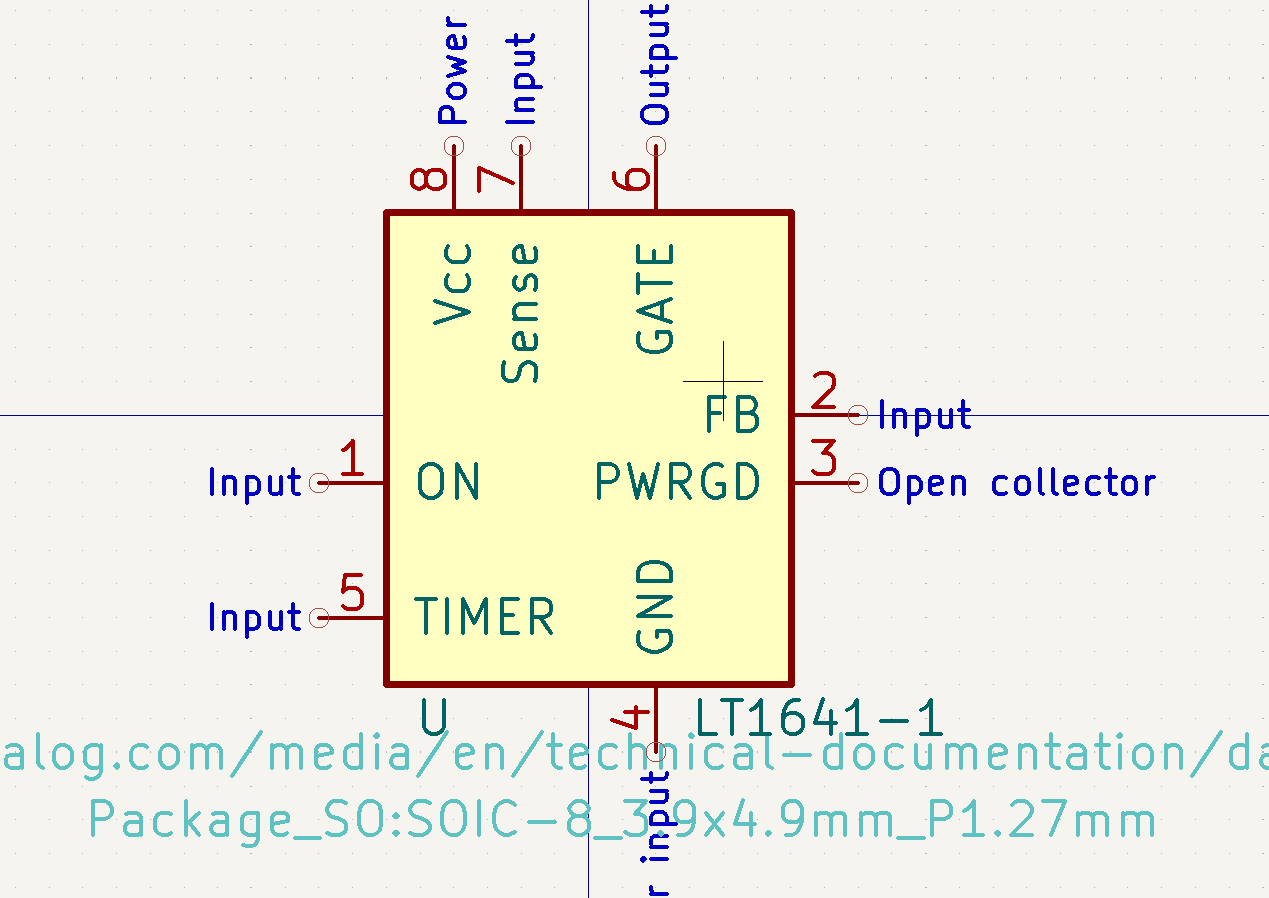 Power
Input
Output
8
7
6
Vcc
Sense
GATE
2
FB
Input
1
3
Input
ON
PWRGD
Open collector
5
Input
TIMER
GND
U
4
LT1641-1
alog.com/media/en/technical-documentation/da
Package_SO:SOIC-8_3.9x4.9mm_P1.27mm
r input